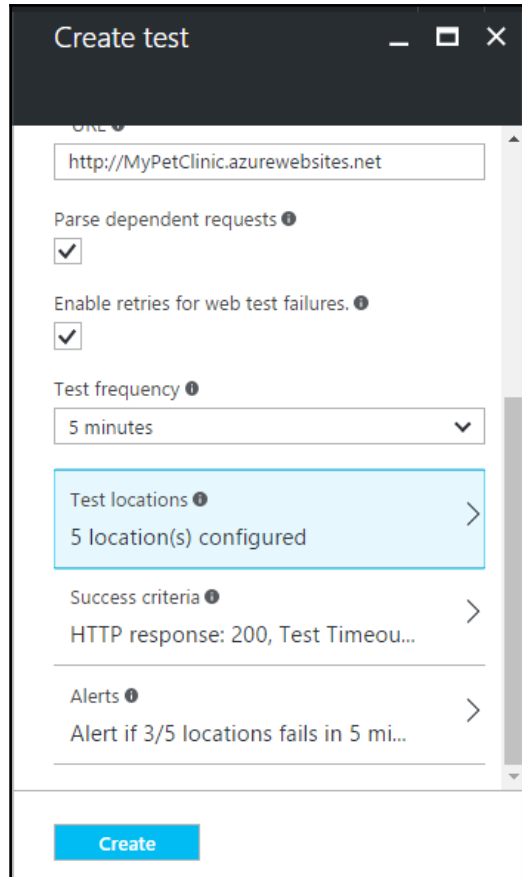 Create test
URL
http://MyPetClinic.azurewebsites.net
Parse dependent requests
Enable retries for web test failures.
Test frequency
5 minutes
Test locations
5 location(s) configured
Success criteria
HTTP response: 200, Test Timeou...
Alerts
Alert if 3/5 locations fails in 5 mi...
Create